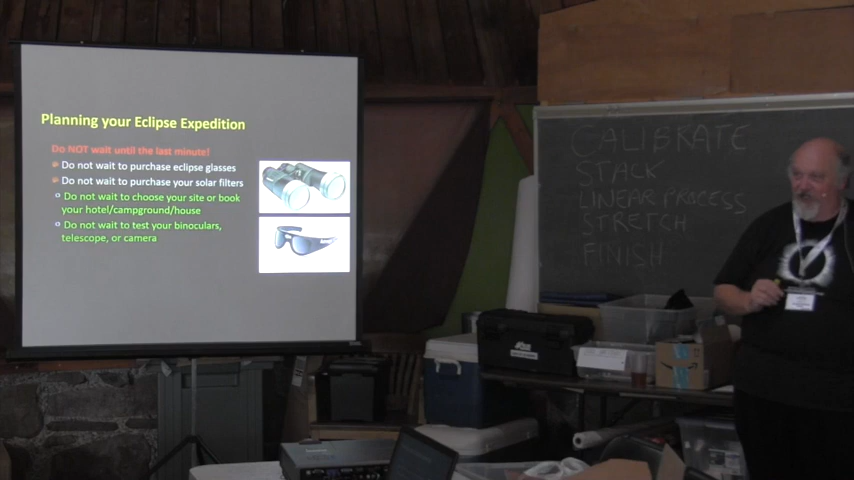 Planning your Eclipse Expedition
Do NOT wait until the last minute!
Do not wait to purchase eclipse glasses
Do not wait to purchase your solar filters
Do not wait to choose your site or book
your hotel/campground/house
Do not wait to test your binoculars,
telescope, or camera
CALIBRATE
STACK
LINEAR PROCESS
STRETCH
FINISH